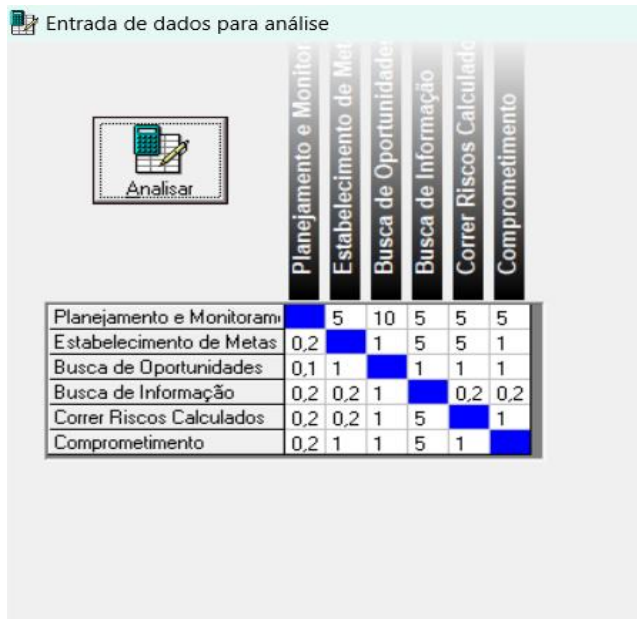 Entrada de dados para análise
Analisar
Planejamento e Monitor
Estabelecimento de Met
Busca de Oportunidades
Busca de Informação
Correr Riscos Calculado
Comprometimento
Planejamento e Monitoram 5 10 5 5 5
Estabelecimento de Metas 0,2 1 5 5 1
Busca de Oportunidades 0,1 1 1 1 1
Busca de Informação 0,2 0,2 1 0,2 0,2
Correr Riscos Calculados 0,2 0,2 1 5 1
Comprometimento 0,2 1 1 5 1